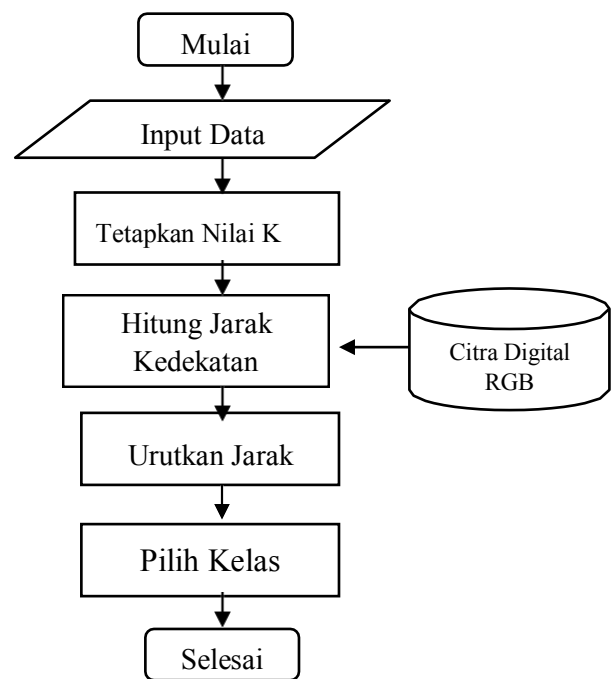 Mulai
Input Data
Tetapkan Nilai K
Hitung Jarak
Kedekatan
Citra Digital
RGB
Urutkan Jarak
Pilih Kelas
Selesai